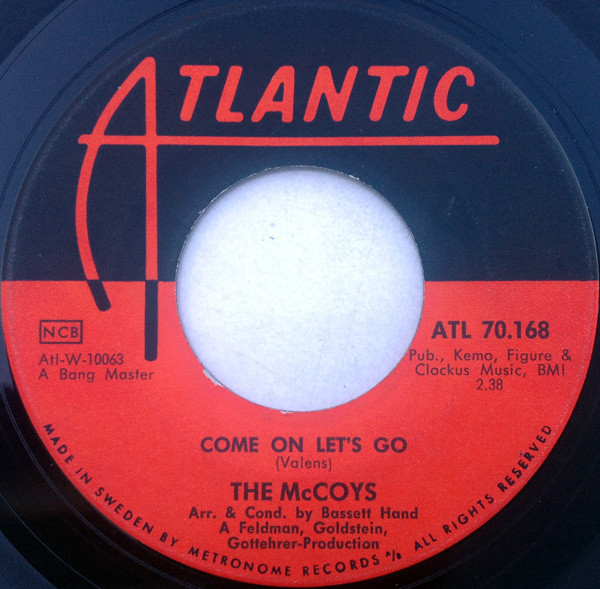 ATLANTIC
NCB
Atl-W-10063
A Bang Master
ATL 70.168
Pub., Kemo, Figure &
Clockus Music, BMI
2.38
COME ON LET'S GO
(Valens)
THE McCOYS
Arr. & Cond. by Bassett Hand
A Feldman, Goldstein,
Gottehrer-Production
MADE IN SWEDEN BY METRONOME RECORDS A/B ALL RIGHTS RESERVED